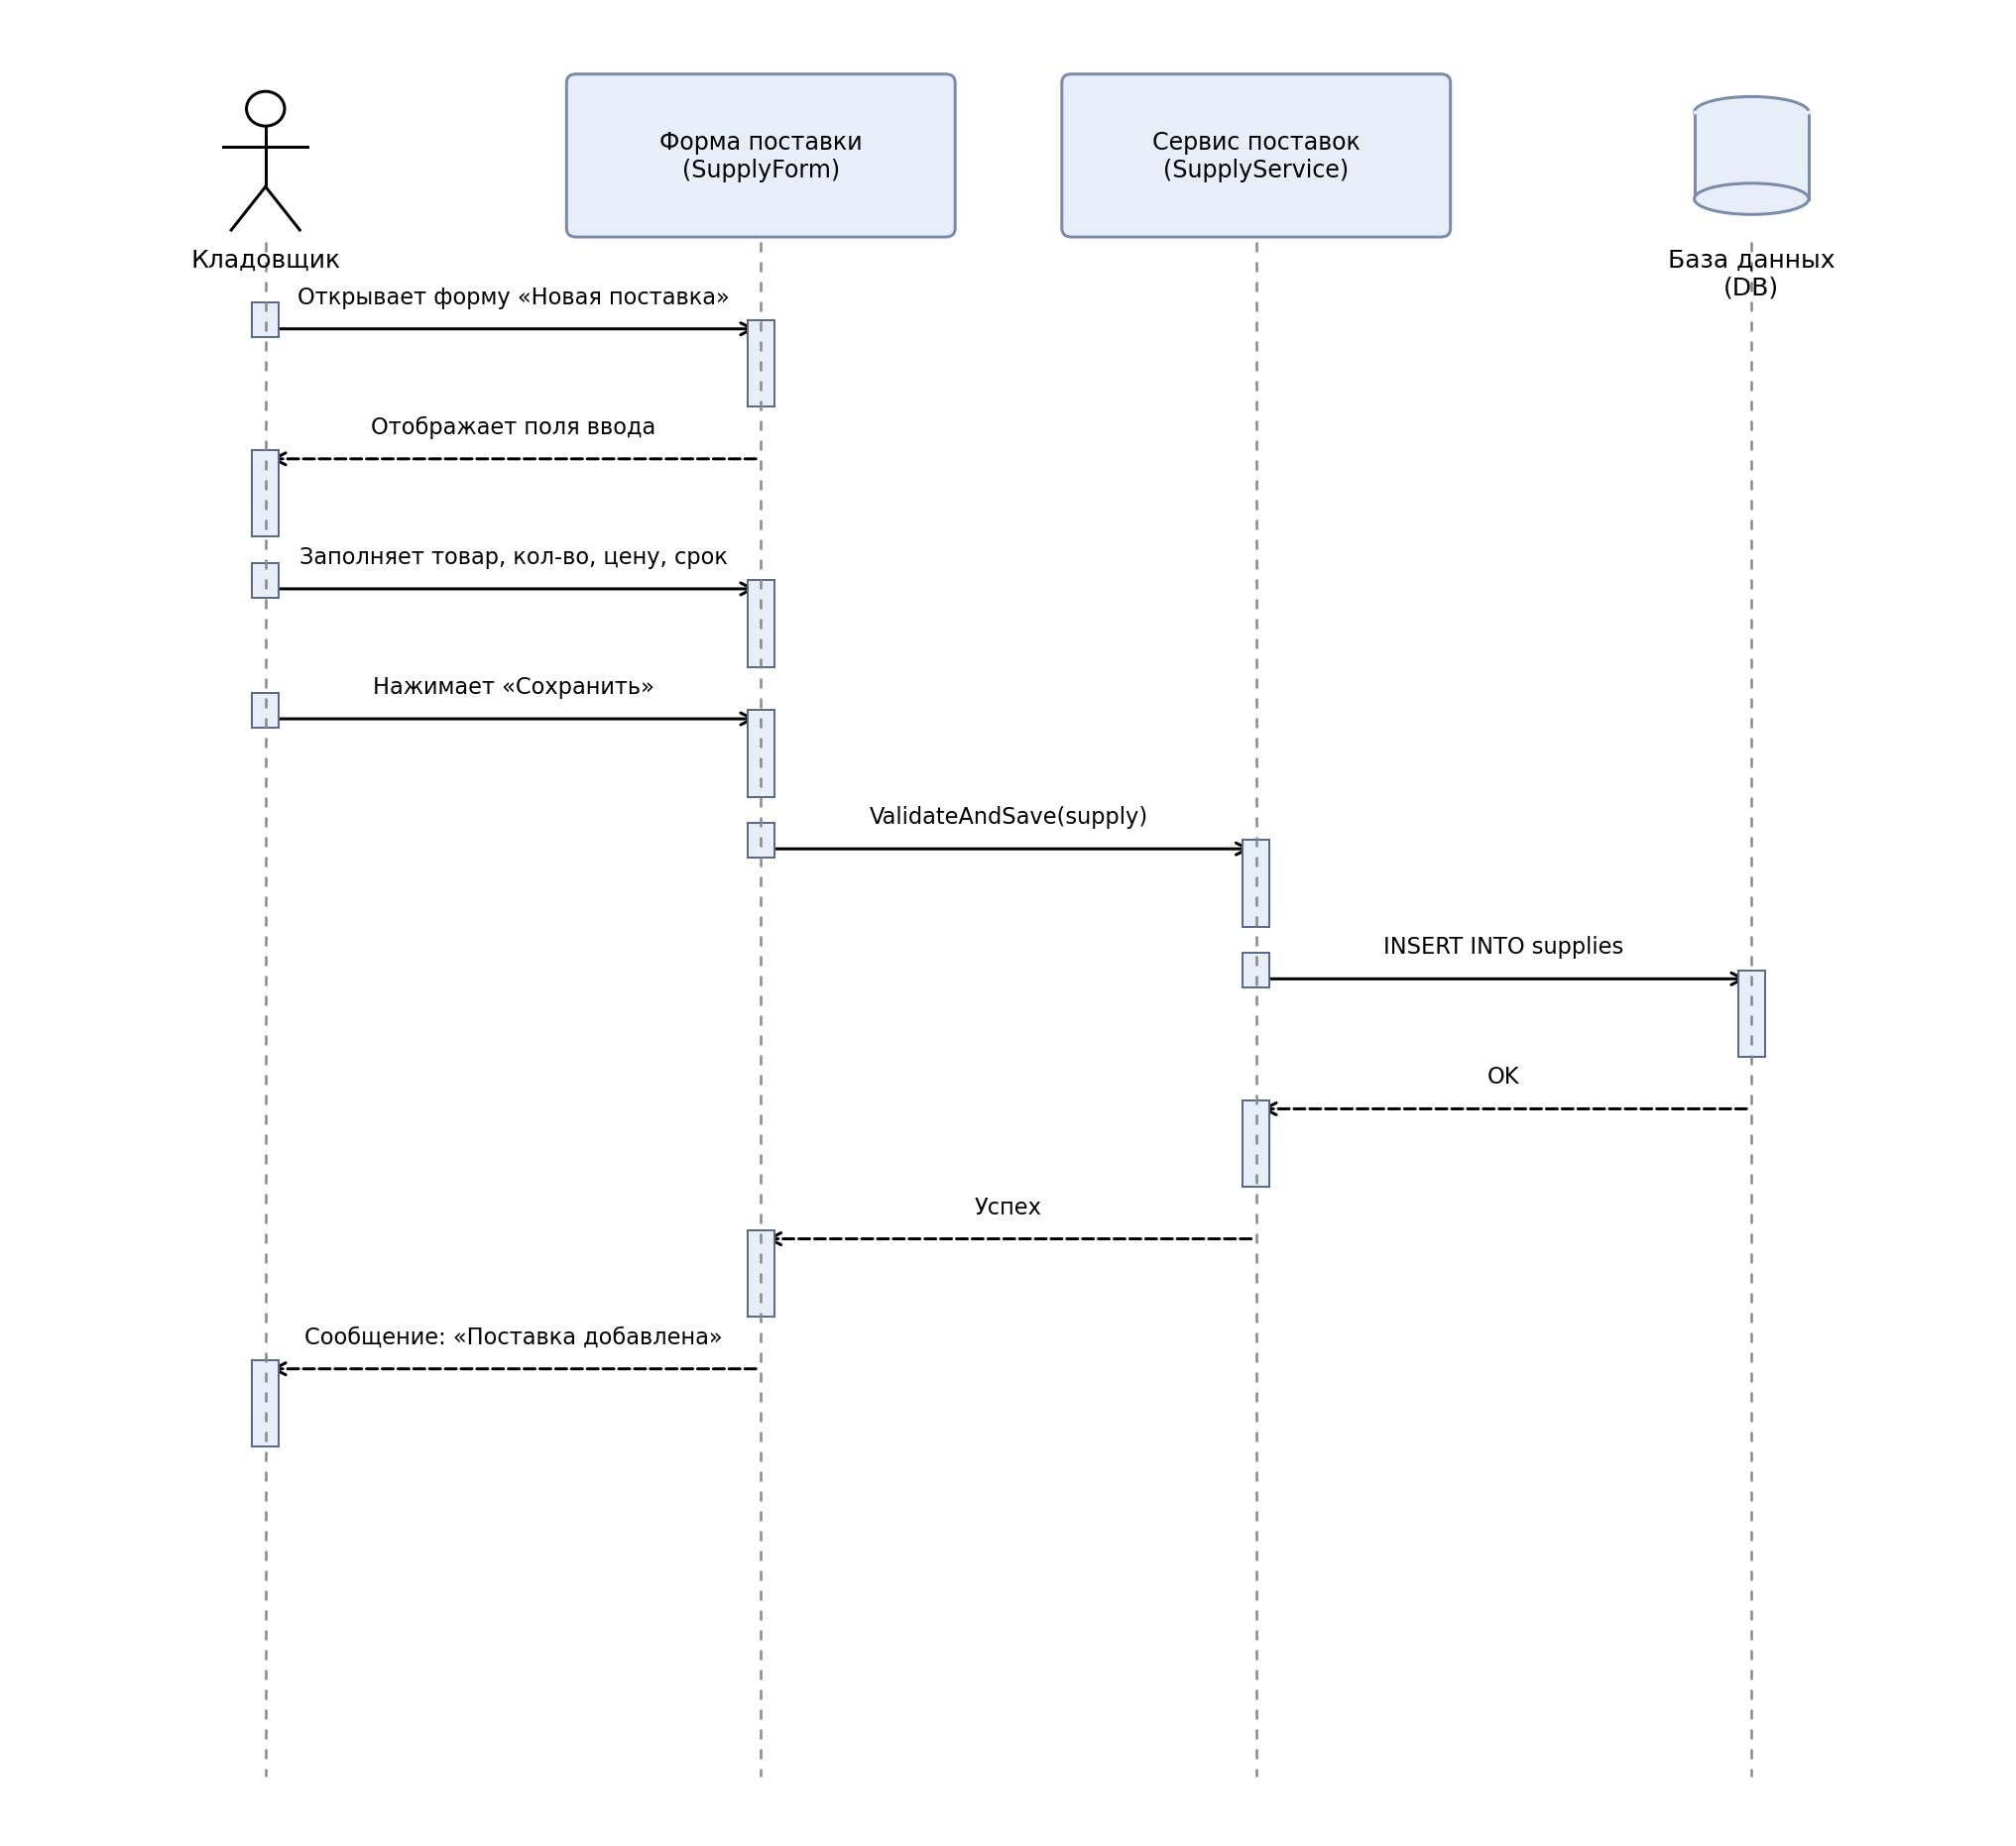 Форма поставки
(SupplyForm)
Сервис поставок
(SupplyService)
Кладовщик
База данных
(DB)
Открывает форму «Новая поставка»
Отображает поля ввода
Заполняет товар, кол-во, цену, срок
Нажимает «Сохранить»
ValidateAndSave(supply)
INSERT INTO supplies
OK
Успех
Сообщение: «Поставка добавлена»